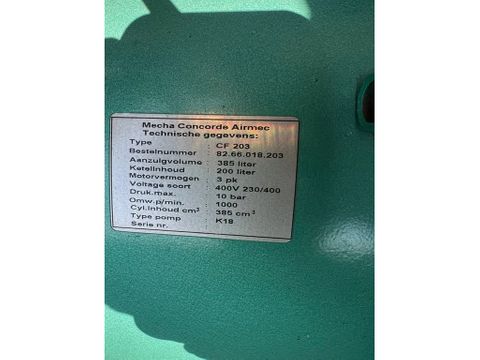 Mecha Concorde Airmec
Technische gegevens:
Type : CF 203
Bestelnummer : 82.66.018.203
Aanzuigvolume : 385 liter
Ketelinhoud : 200 liter
Motorvermogen : 3 pk
Voltage soort : 400V 230/400
Druk.max. : 10 bar
Omw.p/min. : 1000
Cyl.Inhoud cm³ : 385 cm³
Type pomp : K18
Serie nr. :